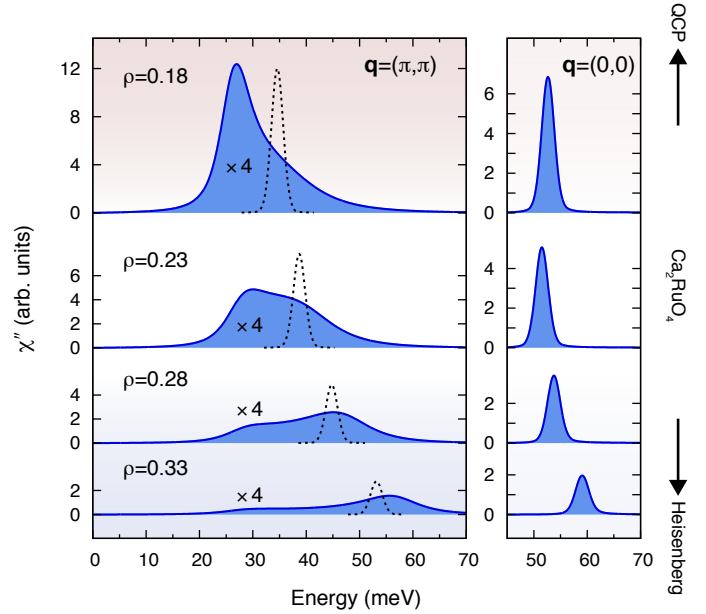 q=(π,π)
q=(0,0)
QCP
ρ=0.18
× 4
12
8
4
0
6
4
2
0
ρ=0.23
× 4
6
4
2
0
4
2
0
Ca2RuO4
χ″ (arb. units)
ρ=0.28
× 4
4
2
0
2
0
ρ=0.33
× 4
2
0
2
0
Heisenberg
0 10 20 30 40 50 60 70
50 60 70
Energy (meV)